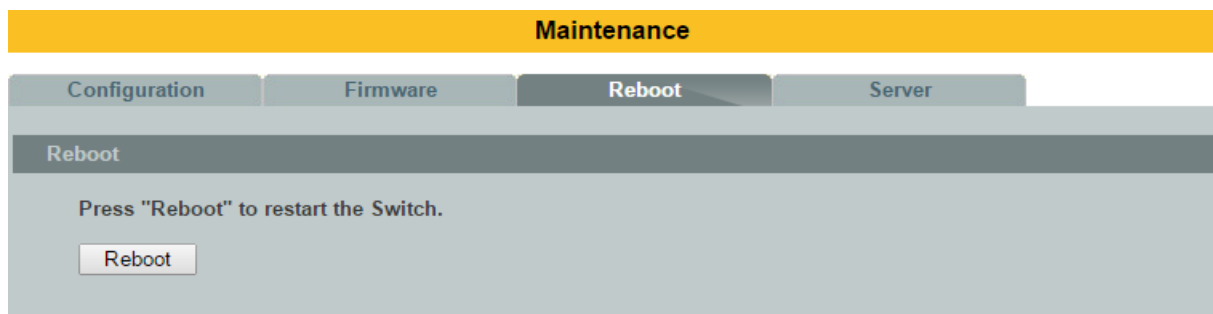 Maintenance
Configuration Firmware Reboot Server
Reboot
Press "Reboot" to restart the Switch.
Reboot